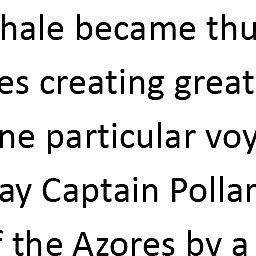 hale became thu
es creating great
ne particular voy
ay Captain Pollar
f the Azores by a